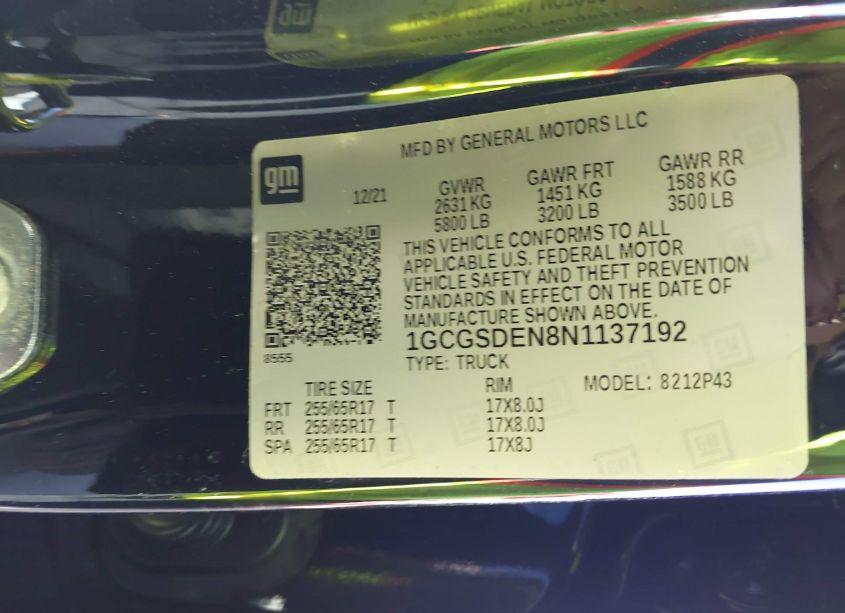 MFD BY GENERAL MOTORS LLC
gm
12/21
GVWR
2631 KG
5800 LB
GAWR FRT
1451 KG
3200 LB
GAWR RR
1588 KG
3500 LB
THIS VEHICLE CONFORMS TO ALL
APPLICABLE U.S. FEDERAL MOTOR
VEHICLE SAFETY AND THEFT PREVENTION
STANDARDS IN EFFECT ON THE DATE OF
MANUFACTURE SHOWN ABOVE.
1GCGSDEN8N1137192
8555
TYPE: TRUCK
MODEL: 8212P43
TIRE SIZE RIM
FRT 255/65R17 T 17X8.0J
RR 255/65R17 T 17X8.0J
SPA 255/65R17 T 17X8J